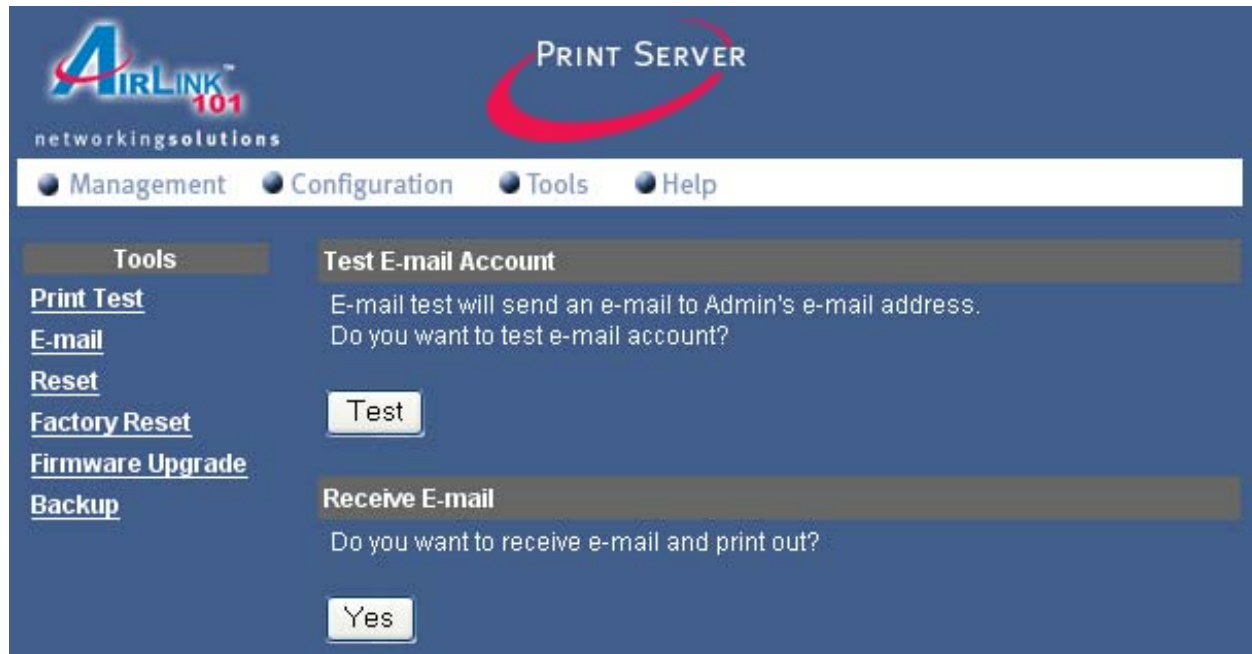 AIRLINK™
101
networkingsolutions
PRINT SERVER
Management Configuration Tools Help
Tools
Print Test
E-mail
Reset
Factory Reset
Firmware Upgrade
Backup
Test E-mail Account
E-mail test will send an e-mail to Admin's e-mail address.
Do you want to test e-mail account?
Test
Receive E-mail
Do you want to receive e-mail and print out?
Yes